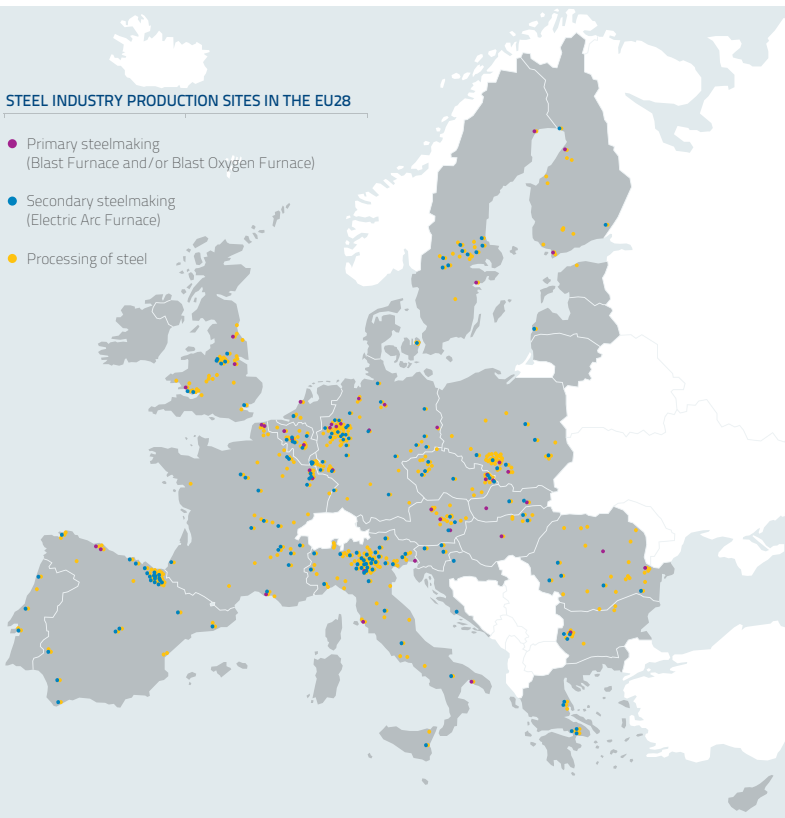 STEEL INDUSTRY PRODUCTION SITES IN THE EU28
Primary steelmaking
(Blast Furnace and/or Blast Oxygen Furnace)
Secondary steelmaking
(Electric Arc Furnace)
Processing of steel